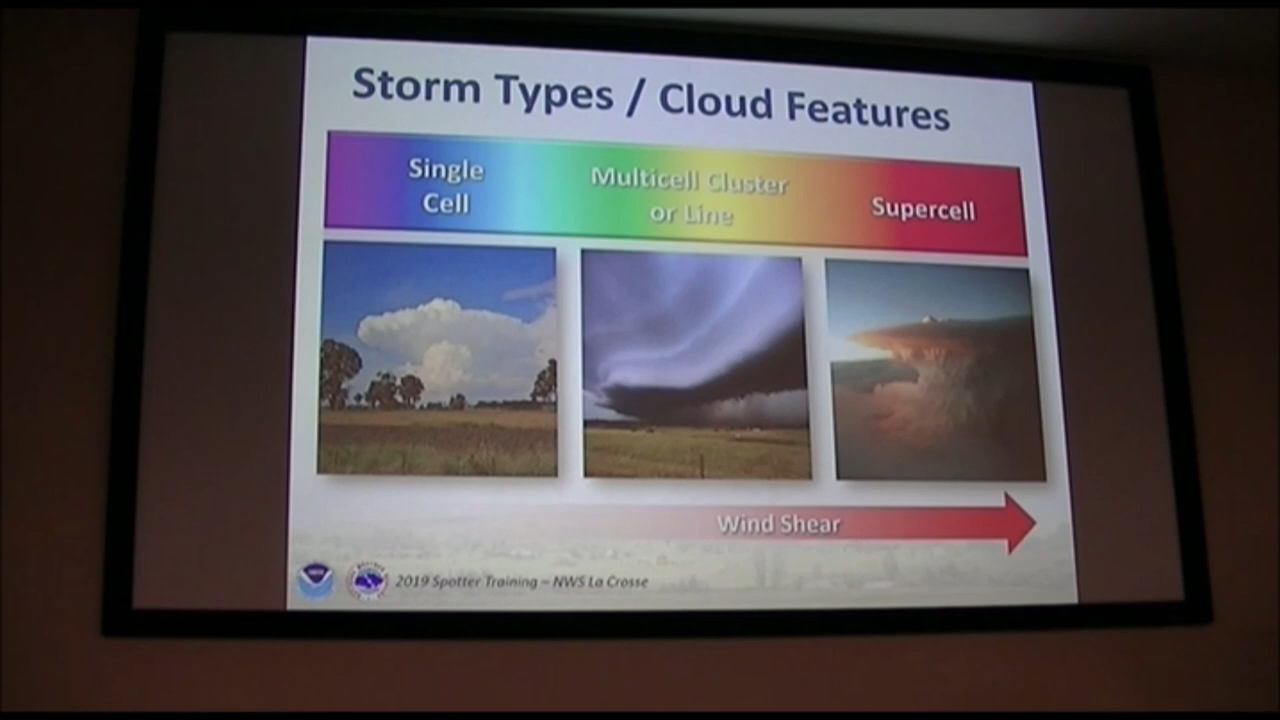 Storm Types / Cloud Features
Single
Cell
Multicell Cluster
or Line
Supercell
Wind Shear
2019 Spotter Training – NWS La Crosse